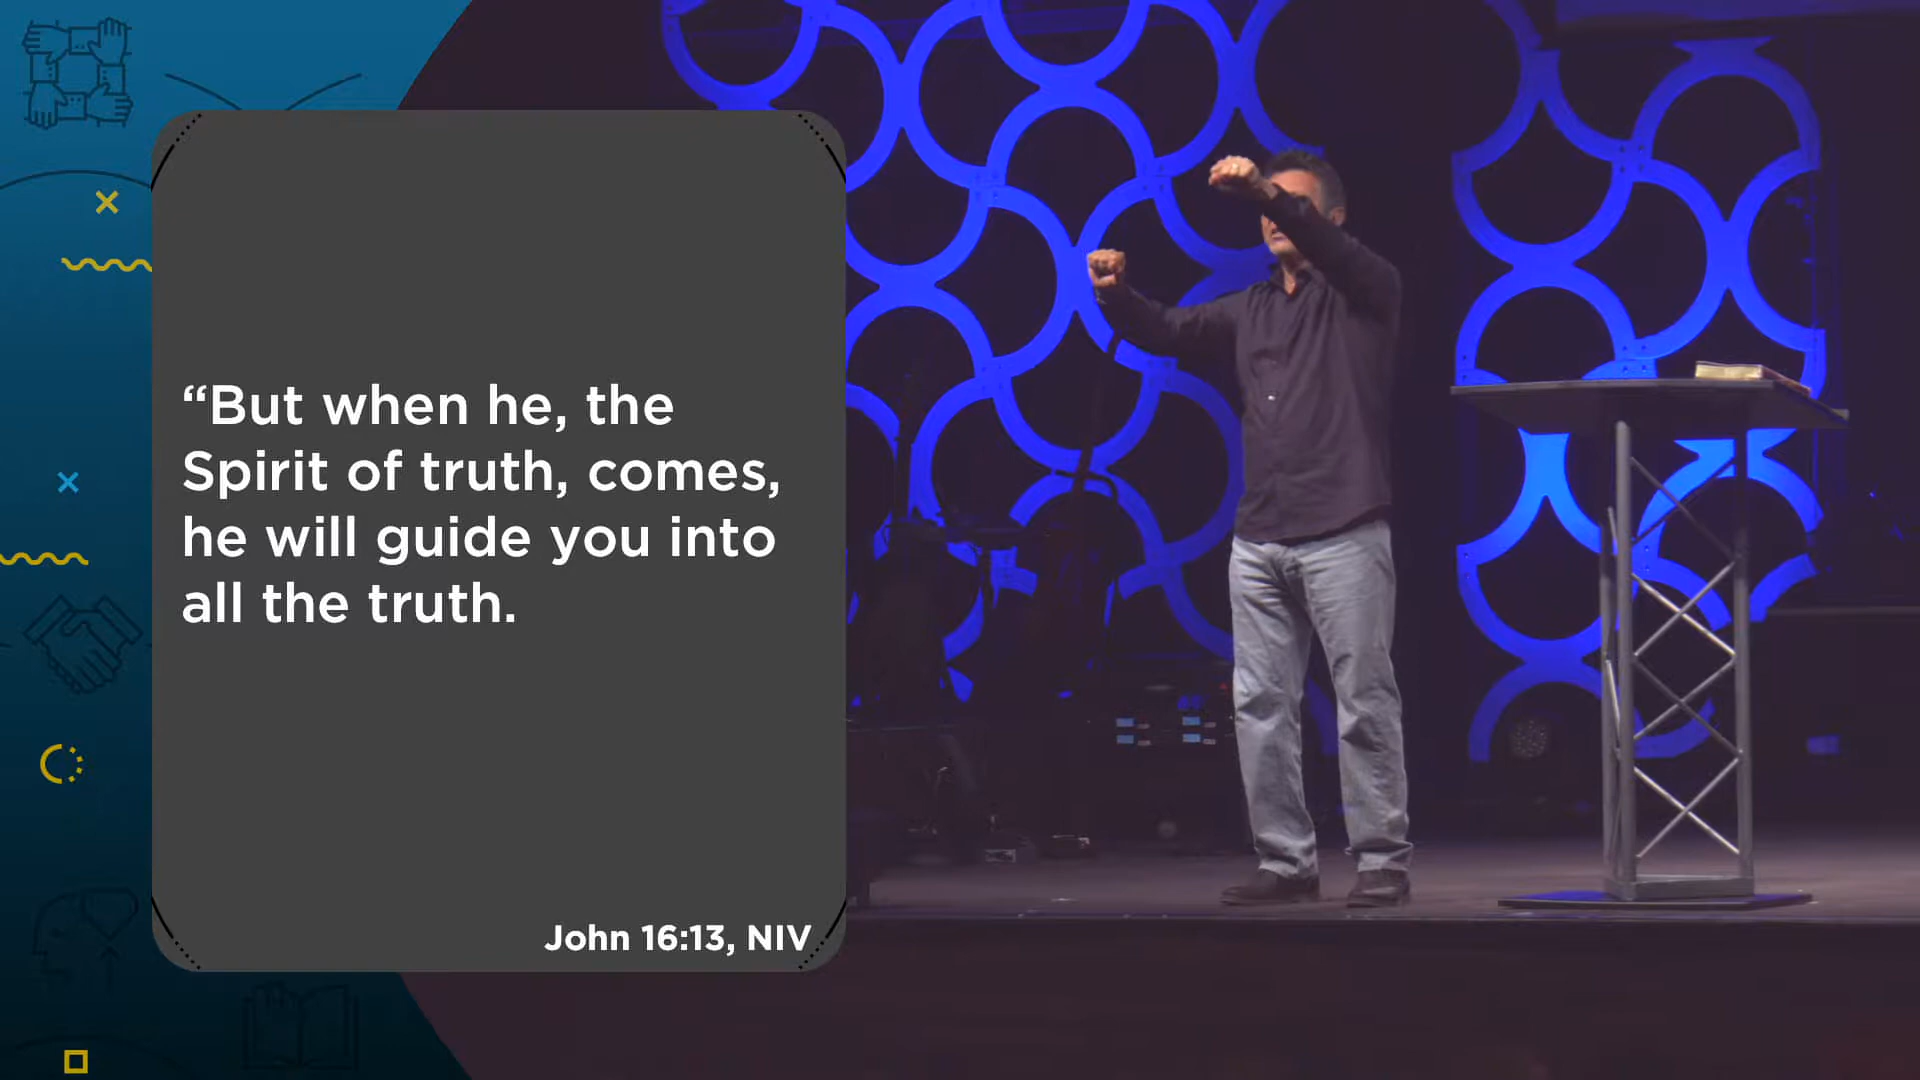 “But when he, the
Spirit of truth, comes,
he will guide you into
all the truth.
John 16:13, NIV